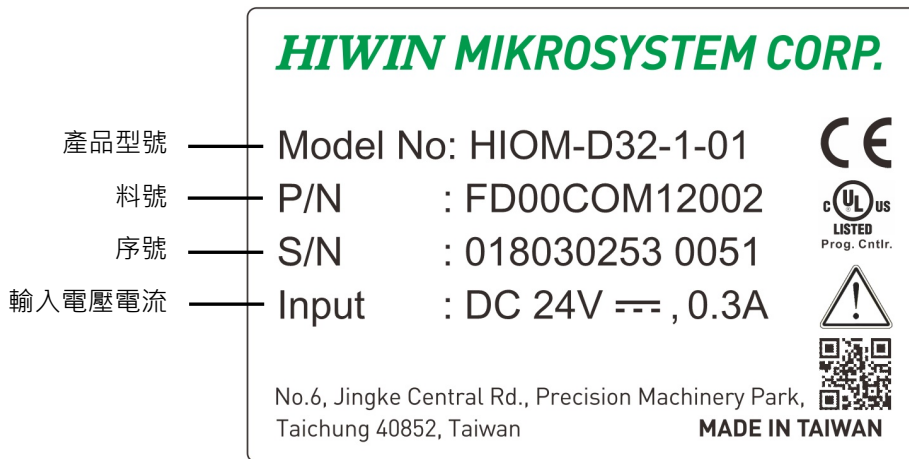 HIWIN MIKROSYSTEM CORP.
產品型號 Model No: HIOM-D32-1-01
料號 P/N : FD00COM12002
序號 S/N : 018030253 0051
輸入電壓電流 Input : DC 24V ⎓ , 0.3A
CE
C UL US
LISTED
Prog. Cntlr.
No.6, Jingke Central Rd., Precision Machinery Park,
Taichung 40852, Taiwan
MADE IN TAIWAN